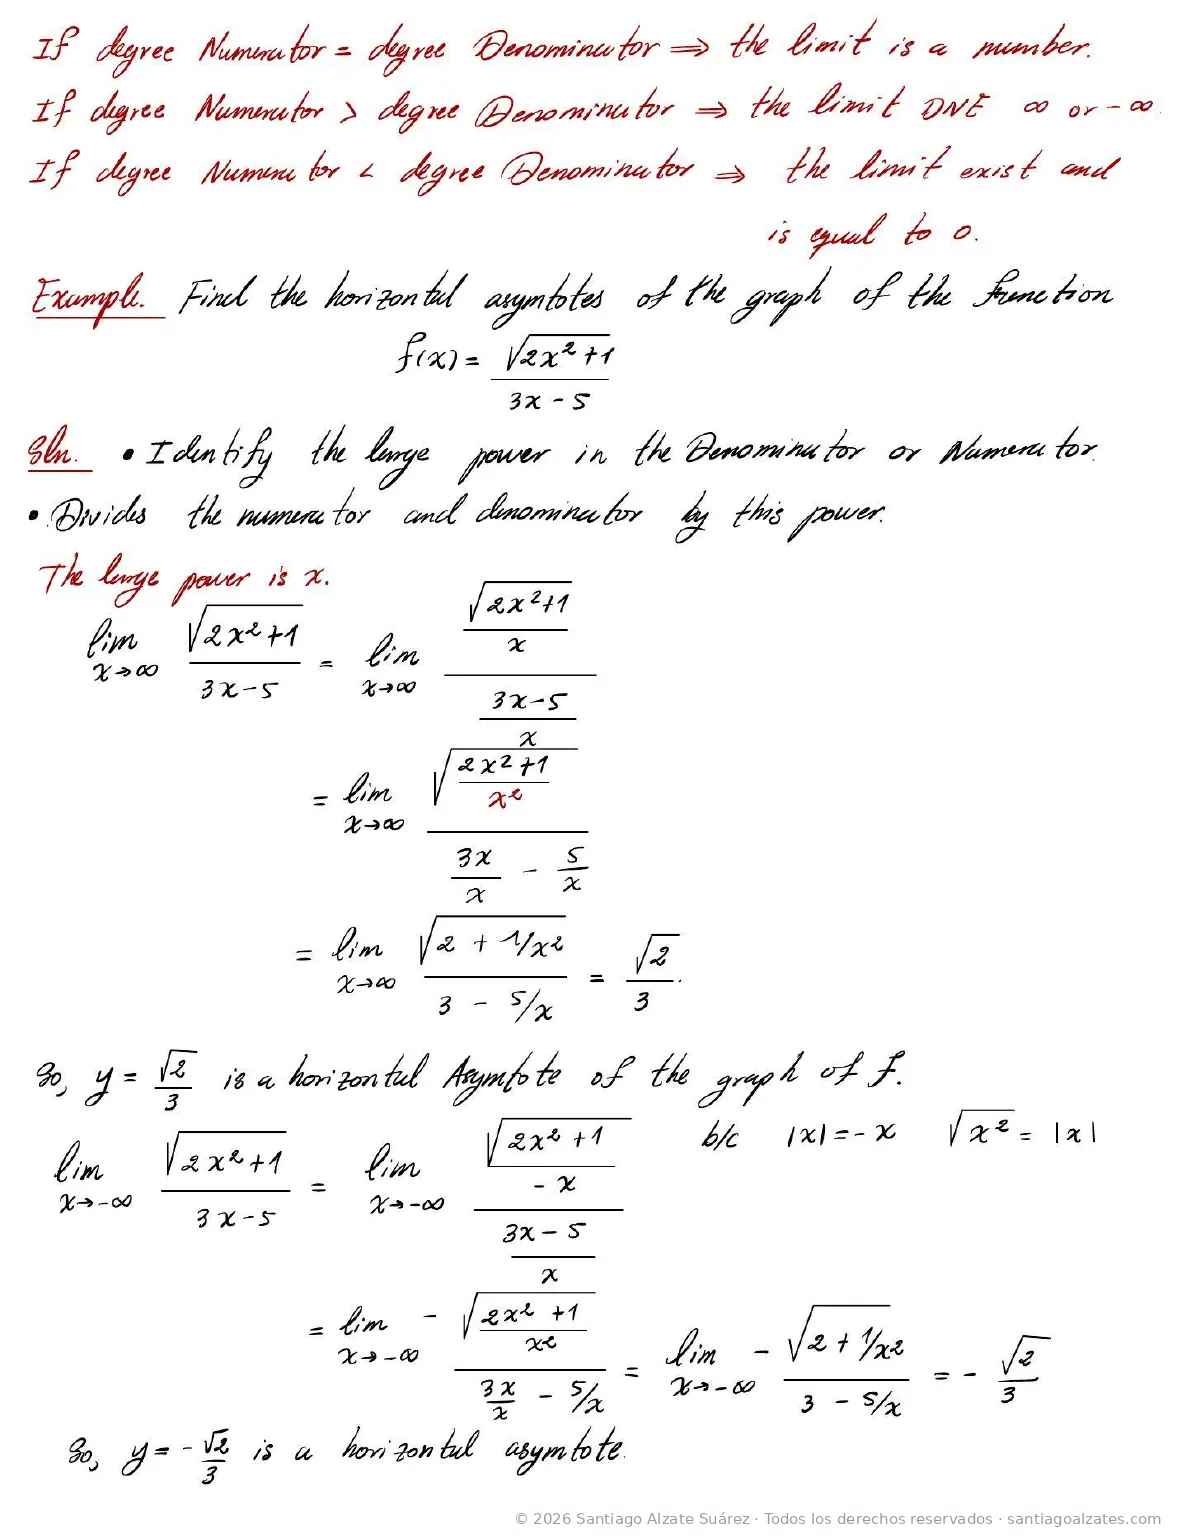 If degree Numerator = degree Denominator ⟹ the limit is a number.
If degree Numerator > degree Denominator ⟹ the limit DNE ∞ or -∞.
If degree Numerator < degree Denominator ⟹ the limit exist and
is equal to 0.
Example. Find the horizontal asymtotes of the graph of the function
f(x) = √(2x² + 1) / (3x - 5)
Sln. • Identify the large power in the Denominator or Numerator.
• Divides the numerator and denominator by this power.
The large power is x.
lim x→∞ √(2x² + 1) / (3x - 5) = lim x→∞ (√(2x² + 1) / x) / ((3x - 5) / x)
= lim x→∞ √((2x² + 1) / x²) / (3x/x - 5/x)
= lim x→∞ √(2 + 1/x²) / (3 - 5/x) = √2 / 3.
So, y = √2/3 is a horizontal Asymtote of the graph of f.
b/c |x| = -x √x² = |x|
lim x→-∞ √(2x² + 1) / (3x - 5) = lim x→-∞ (√(2x² + 1) / -x) / ((3x - 5) / x)
= lim x→-∞ -√((2x² + 1) / x²) / (3x/x - 5/x) = lim x→-∞ -√(2 + 1/x²) / (3 - 5/x) = - √2 / 3
So, y = - √2/3 is a horizontal asymtote.
© 2026 Santiago Alzate Suárez · Todos los derechos reservados · santiagoalzates.com